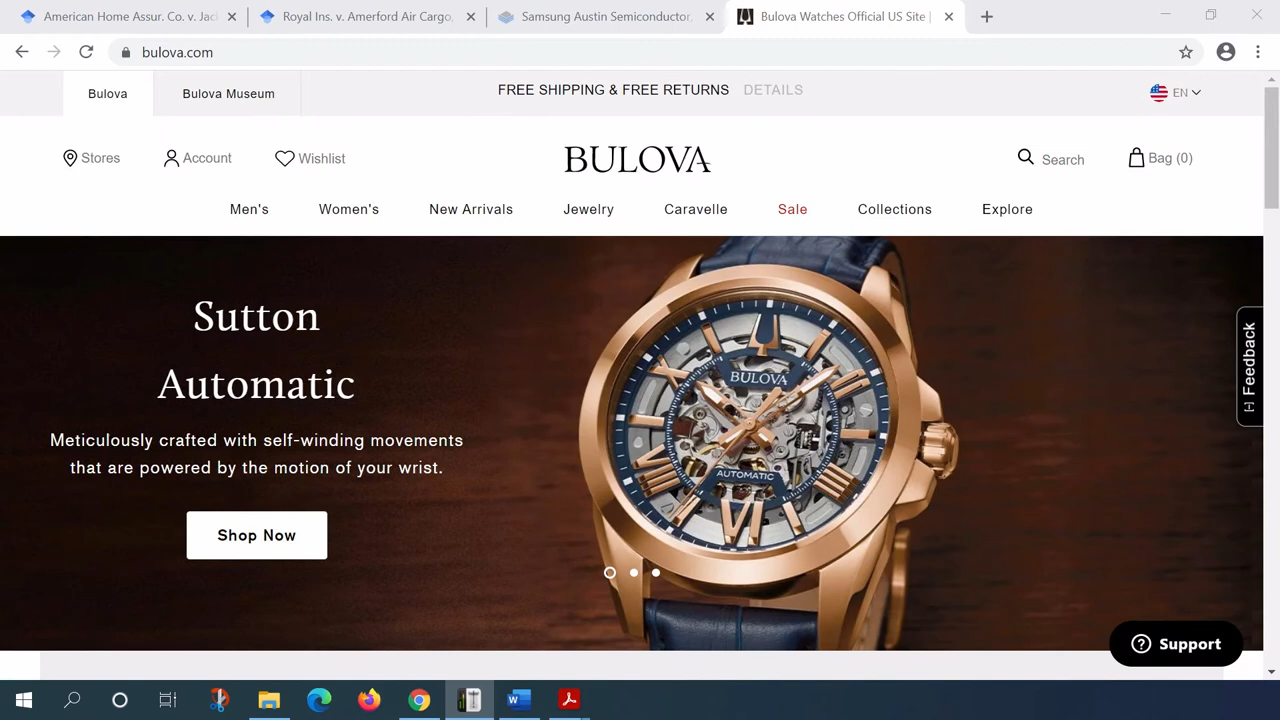 American Home Assur. Co. v. Jac
Royal Ins. v. Amerford Air Cargo,
Samsung Austin Semiconductor,
Bulova Watches Official US Site |
bulova.com
Bulova
Bulova Museum
FREE SHIPPING & FREE RETURNS DETAILS
EN
Stores
Account
Wishlist
BULOVA
Search
Bag (0)
Men's
Women's
New Arrivals
Jewelry
Caravelle
Sale
Collections
Explore
Sutton
Automatic
Meticulously crafted with self-winding movements
that are powered by the motion of your wrist.
Shop Now
BULOVA
AUTOMATIC
[-] Feedback
Support